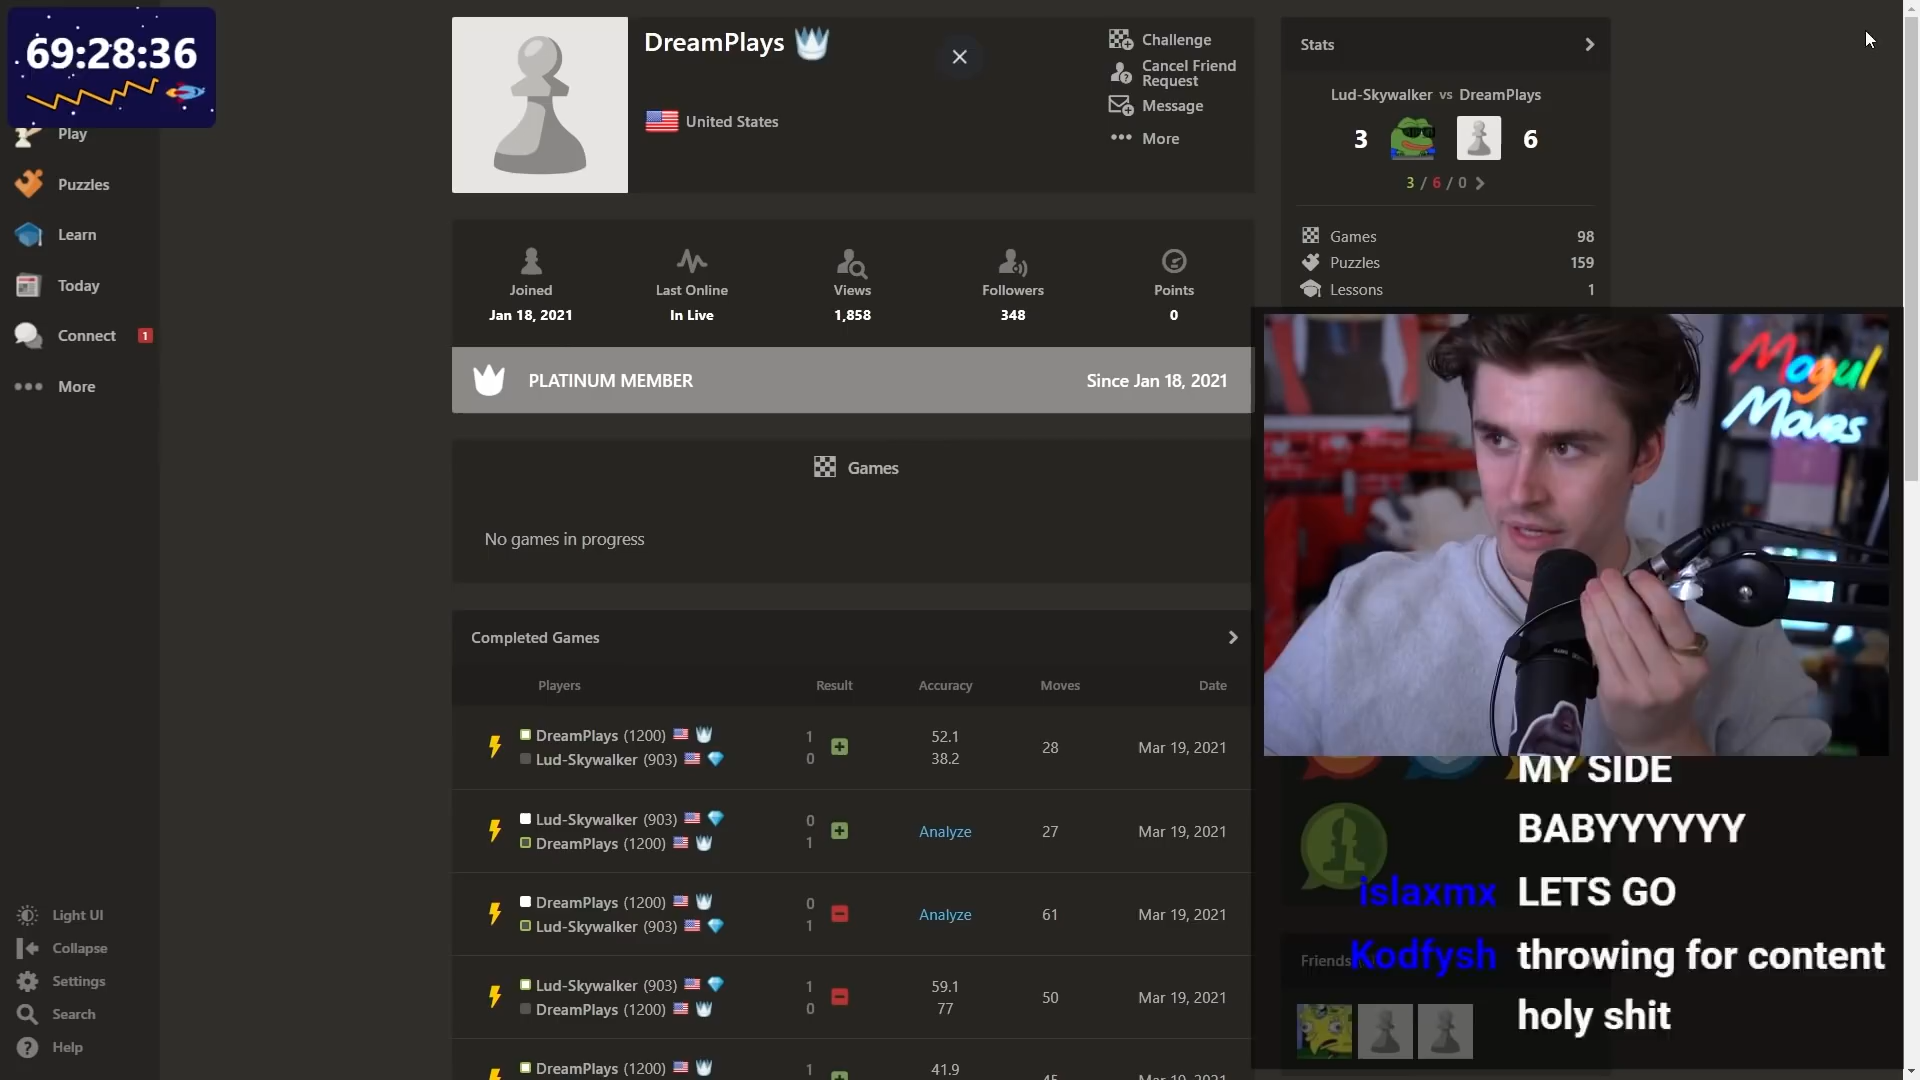 69:28:36
Play
Puzzles
Learn
Today
Connect 1
More
Light UI
Collapse
Settings
Search
Help
DreamPlays
United States
Challenge
Cancel Friend
Request
Message
More
Joined
Jan 18, 2021
Last Online
In Live
Views
1,858
Followers
348
Points
0
PLATINUM MEMBER
Since Jan 18, 2021
Games
No games in progress
Completed Games
Players Result Accuracy Moves Date
DreamPlays (1200) 1 52.1
Lud-Skywalker (903) 0 38.2
28 Mar 19, 2021
Lud-Skywalker (903) 0
DreamPlays (1200) 1
Analyze 27 Mar 19, 2021
DreamPlays (1200) 0
Lud-Skywalker (903) 1
Analyze 61 Mar 19, 2021
Lud-Skywalker (903) 1 59.1
DreamPlays (1200) 0 77
50 Mar 19, 2021
DreamPlays (1200) 1 41.9
45 Mar 19, 2021
Stats
Lud-Skywalker vs DreamPlays
3 6
3 / 6 / 0
Games 98
Puzzles 159
Lessons 1
Mogul
Moves
MY SIDE
BABYYYYYY
islaxmx LETS GO
Friends
Kodfysh throwing for content
holy shit